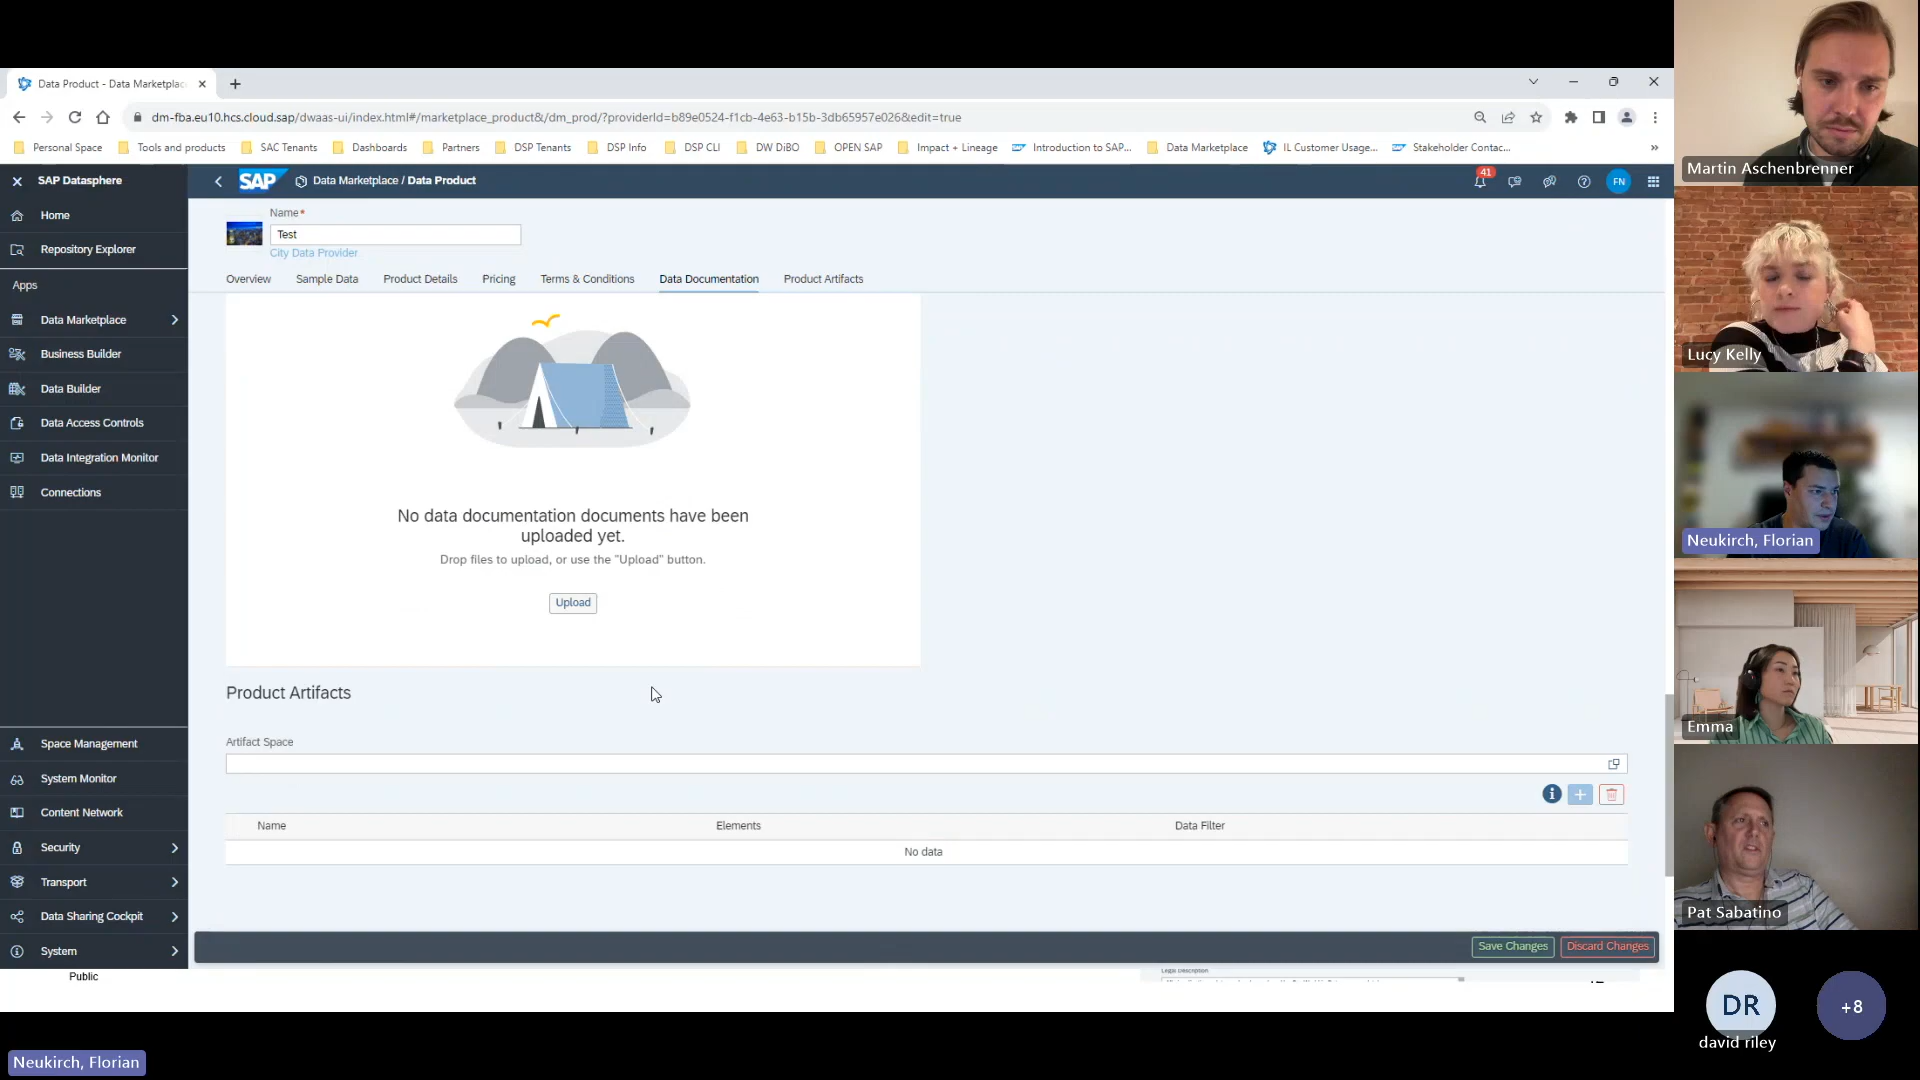 Data Product - Data Marketplac
dm-fba.eu10.hcs.cloud.sap/dwaas-ui/index.html#/marketplace_product&/dm_prod/?providerId=b89e0524-f1cb-4e63-b15b-3db65957e026&edit=true
Personal Space
Tools and products
SAC Tenants
Dashboards
Partners
DSP Tenants
DSP Info
DSP CLI
DW DiBO
OPEN SAP
Impact + Lineage
Introduction to SAP...
Data Marketplace
IL Customer Usage...
Stakeholder Contac...
»
SAP Datasphere
SAP
Data Marketplace / Data Product
41
FN
Home
Repository Explorer
Apps
Data Marketplace
Business Builder
Data Builder
Data Access Controls
Data Integration Monitor
Connections
Space Management
System Monitor
Content Network
Security
Transport
Data Sharing Cockpit
System
Name*
Test
City Data Provider
Overview
Sample Data
Product Details
Pricing
Terms & Conditions
Data Documentation
Product Artifacts
No data documentation documents have been
uploaded yet.
Drop files to upload, or use the "Upload" button.
Upload
Product Artifacts
Artifact Space
Name
Elements
Data Filter
No data
Save Changes
Discard Changes
Public
Legal Description
Martin Aschenbrenner
Lucy Kelly
Neukirch, Florian
Emma
Pat Sabatino
DR
david riley
+8
Neukirch, Florian